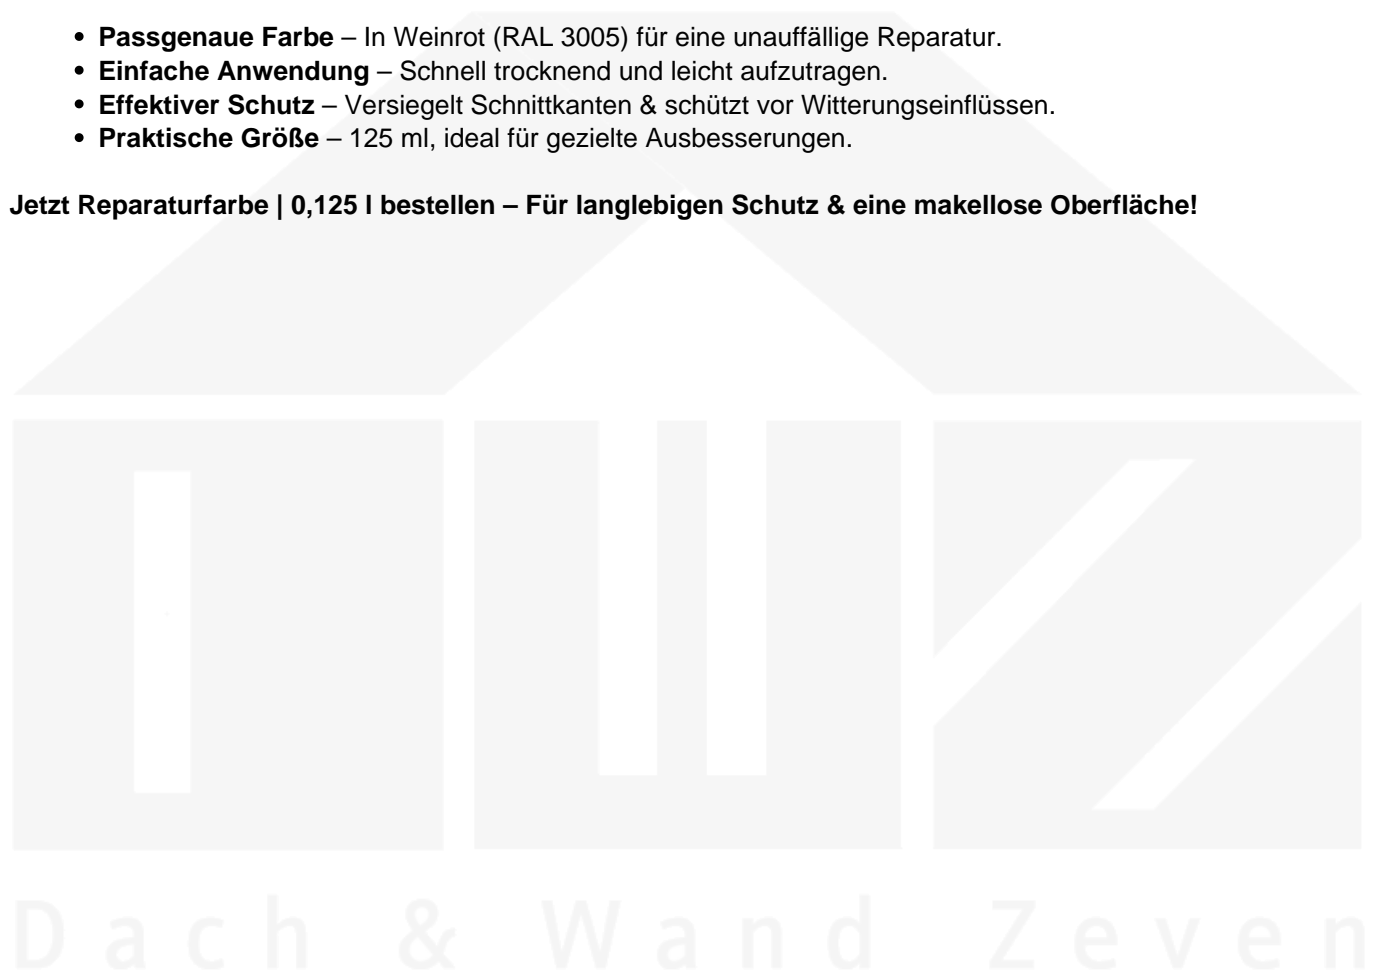 • Passgenaue Farbe – In Weinrot (RAL 3005) für eine unauffällige Reparatur.
• Einfache Anwendung – Schnell trocknend und leicht aufzutragen.
• Effektiver Schutz – Versiegelt Schnittkanten & schützt vor Witterungseinflüssen.
• Praktische Größe – 125 ml, ideal für gezielte Ausbesserungen.
Jetzt Reparaturfarbe | 0,125 l bestellen – Für langlebigen Schutz & eine makellose Oberfläche!
Dach & Wand Zeven